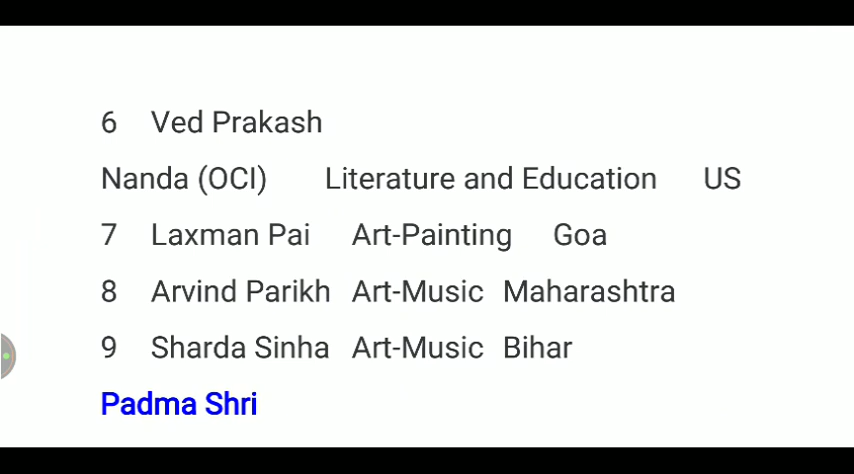 6 Ved Prakash
Nanda (OCI) Literature and Education US
7 Laxman Pai Art-Painting Goa
8 Arvind Parikh Art-Music Maharashtra
9 Sharda Sinha Art-Music Bihar
Padma Shri